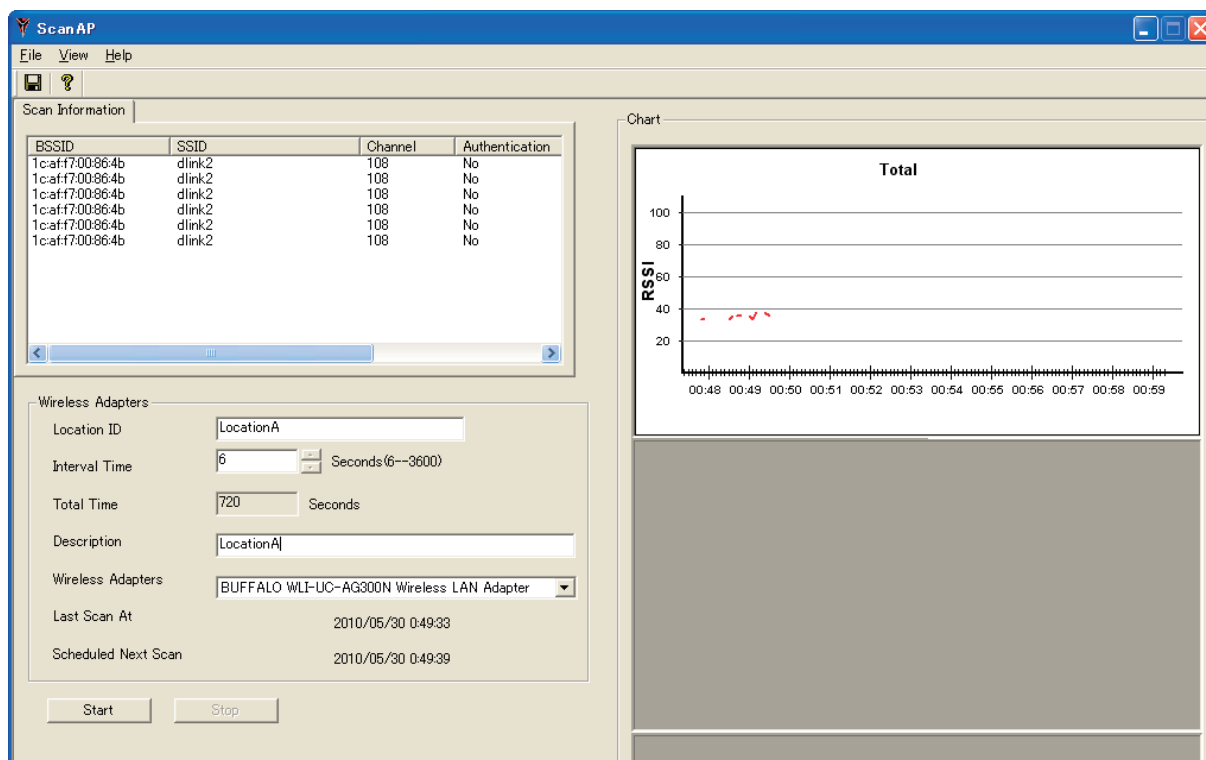 ScanAP
File View Help
Scan Information
BSSID SSID Channel Authentication
1c:af:f7:00:86:4b dlink2 108 No
1c:af:f7:00:86:4b dlink2 108 No
1c:af:f7:00:86:4b dlink2 108 No
1c:af:f7:00:86:4b dlink2 108 No
1c:af:f7:00:86:4b dlink2 108 No
1c:af:f7:00:86:4b dlink2 108 No
Wireless Adapters
Location ID LocationA
Interval Time 6 Seconds(6--3600)
Total Time 720 Seconds
Description LocationA
Wireless Adapters BUFFALO WLI-UC-AG300N Wireless LAN Adapter
Last Scan At 2010/05/30 0:49:33
Scheduled Next Scan 2010/05/30 0:49:39
Start Stop
Chart
Total
RSSI
100
80
60
40
20
00:48 00:49 00:50 00:51 00:52 00:53 00:54 00:55 00:56 00:57 00:58 00:59